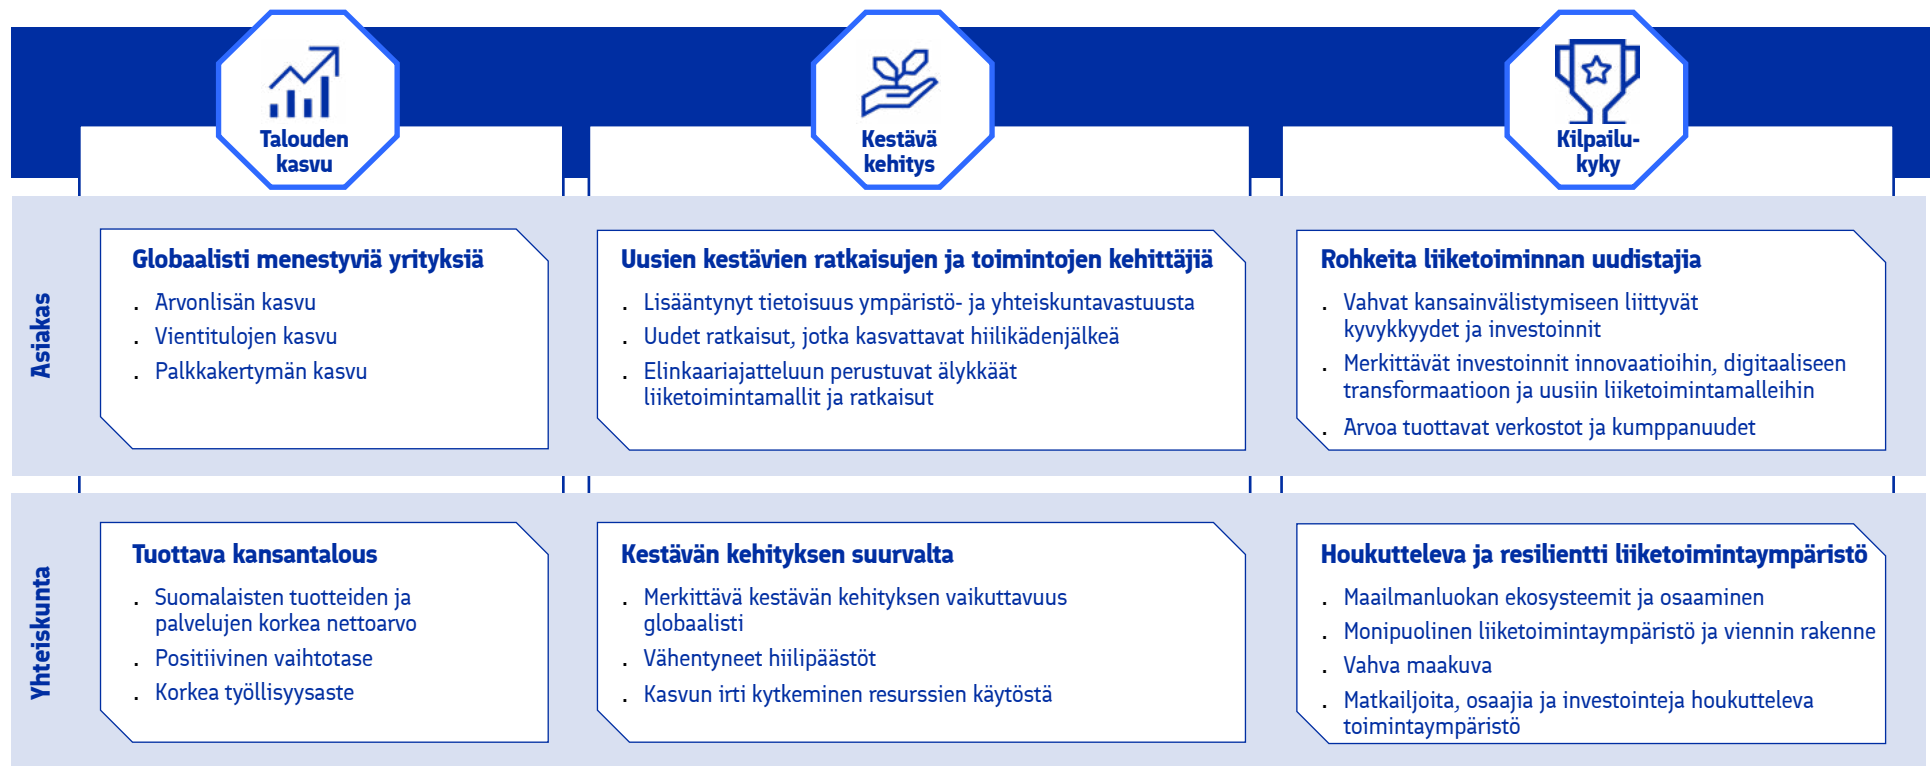 Talouden
kasvu
Kestävä
kehitys
Kilpailu-
kyky
Asiakas
Globaalisti menestyviä yrityksiä
. Arvonlisän kasvu
. Vientitulojen kasvu
. Palkkakertymän kasvu
Uusien kestävien ratkaisujen ja toimintojen kehittäjiä
. Lisääntynyt tietoisuus ympäristö- ja yhteiskuntavastuusta
. Uudet ratkaisut, jotka kasvattavat hiilikädenjälkeä
. Elinkaariajatteluun perustuvat älykkäät
liiketoimintamallit ja ratkaisut
Rohkeita liiketoiminnan uudistajia
. Vahvat kansainvälistymiseen liittyvät
kyvykkyydet ja investoinnit
. Merkittävät investoinnit innovaatioihin, digitaaliseen
transformaatioon ja uusiin liiketoimintamalleihin
. Arvoa tuottavat verkostot ja kumppanuudet
Yhteiskunta
Tuottava kansantalous
. Suomalaisten tuotteiden ja
palvelujen korkea nettoarvo
. Positiivinen vaihtotase
. Korkea työllisyysaste
Kestävän kehityksen suurvalta
. Merkittävä kestävän kehityksen vaikuttavuus
globaalisti
. Vähentyneet hiilipäästöt
. Kasvun irti kytkeminen resurssien käytöstä
Houkutteleva ja resilientti liiketoimintaympäristö
. Maailmanluokan ekosysteemit ja osaaminen
. Monipuolinen liiketoimintaympäristö ja viennin rakenne
. Vahva maakuva
. Matkailjoita, osaajia ja investointeja houkutteleva
toimintaympäristö